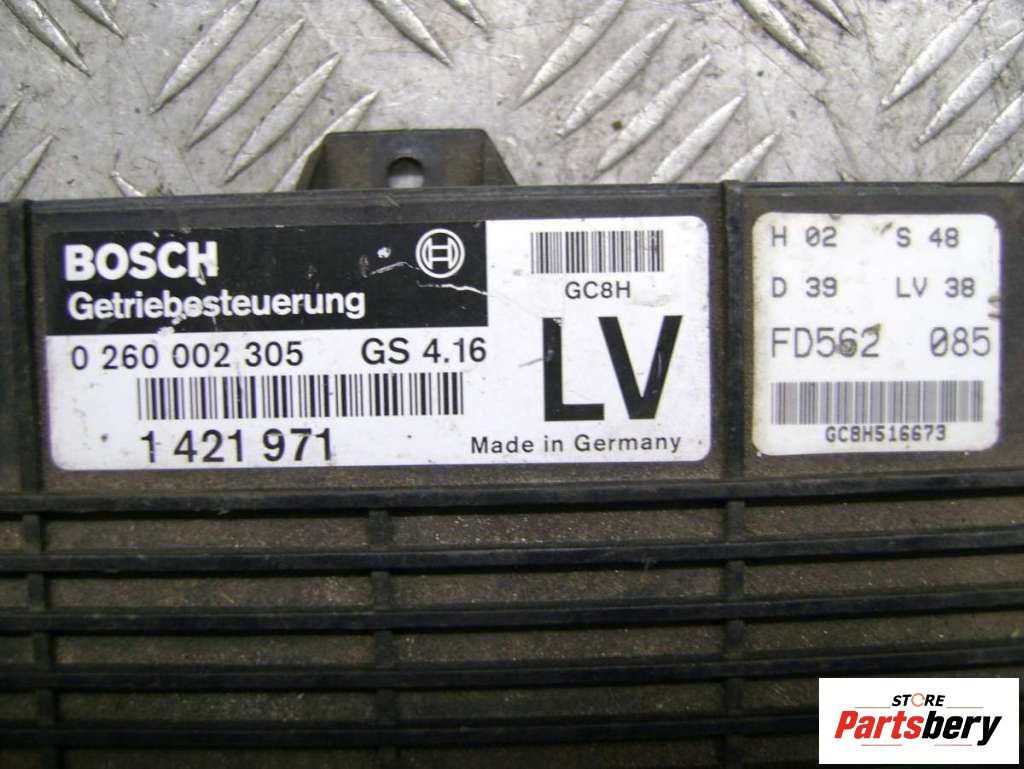 BOSCH
Getriebesteuerung
0 260 002 305 GS 4.16
1 421 971
GC8H
LV
Made in Germany
H 02 S 48
D 39 LV 38
FD562 085
GC8H516673
STORE
Partsbery